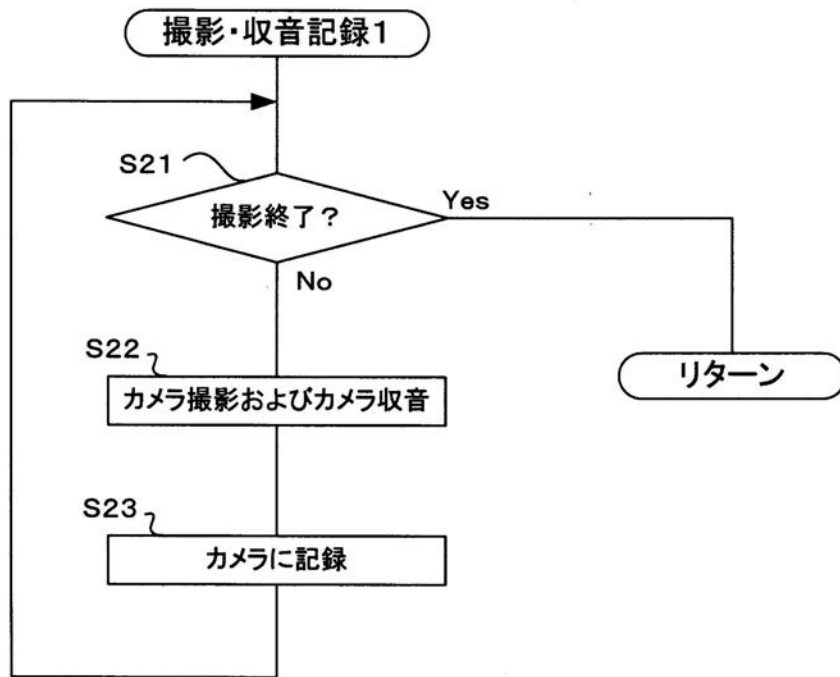 撮影・収音記録1
S21
撮影終了？
Yes
No
S22
カメラ撮影およびカメラ収音
リターン
S23
カメラに記録